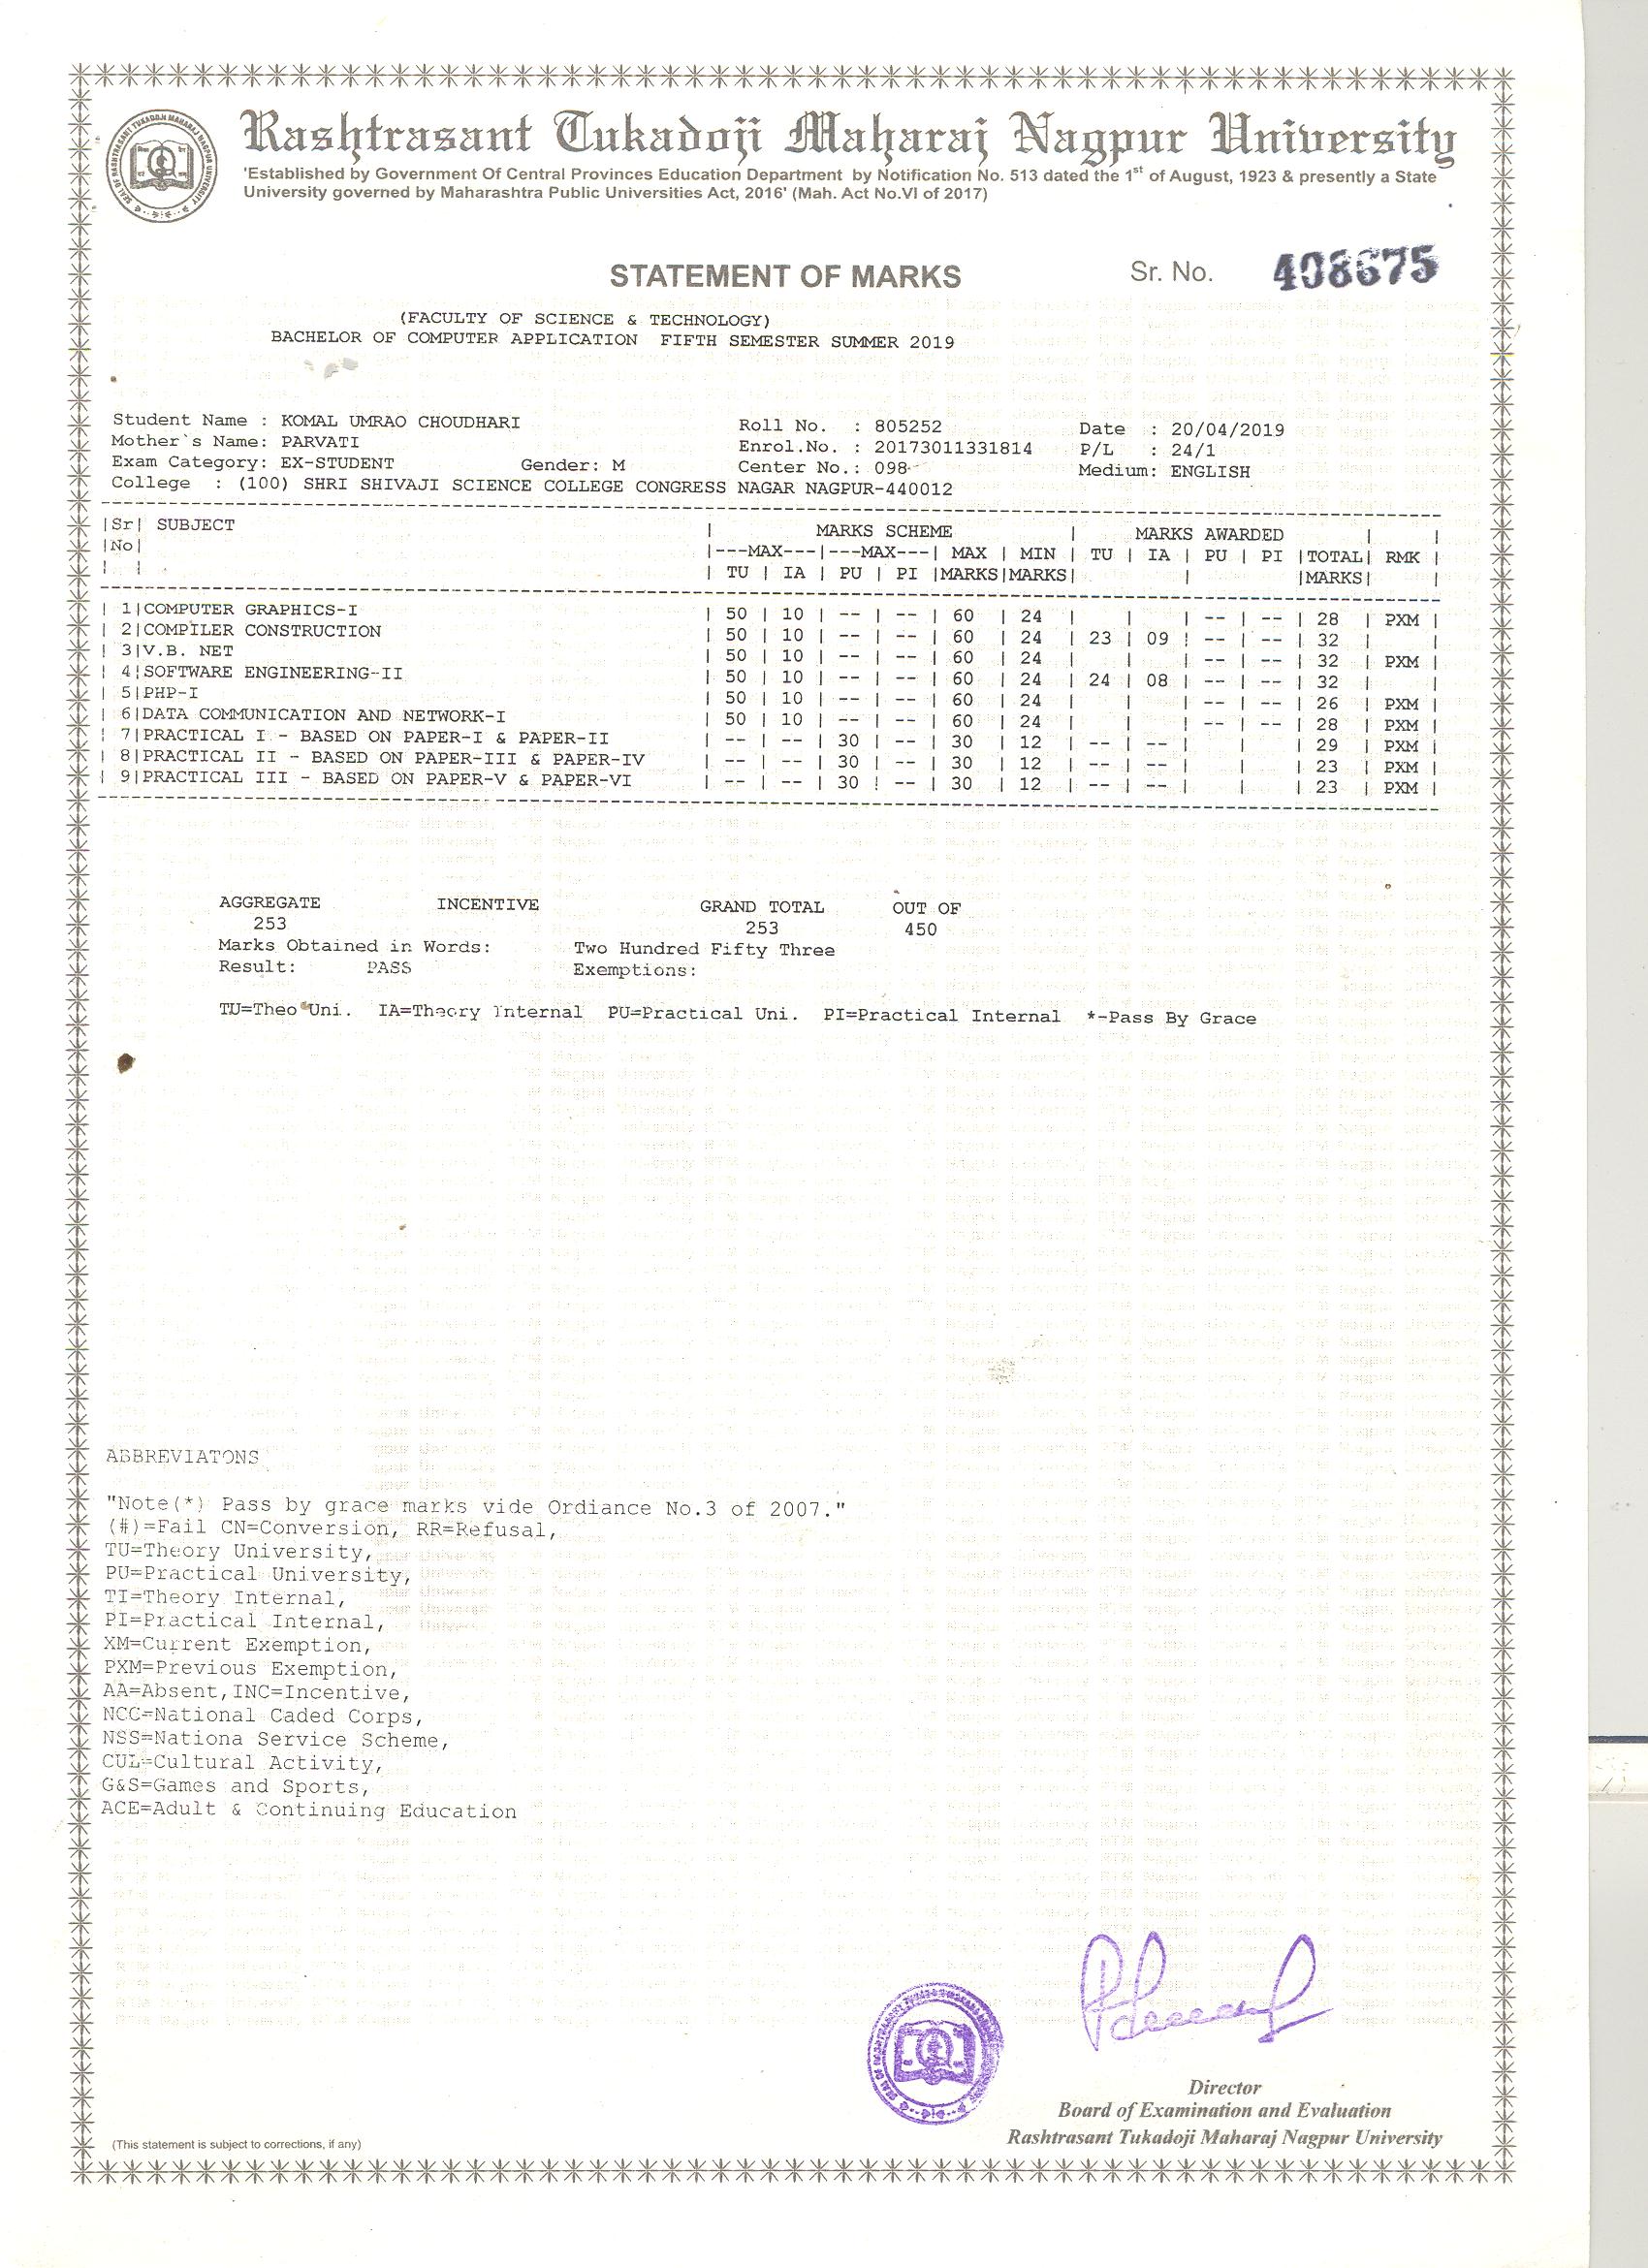 Rashtrasant Tukadoji Maharaj Nagpur University
'Established by Government Of Central Provinces Education Department by Notification No. 513 dated the 1st of August, 1923 & presently a State
University governed by Maharashtra Public Universities Act, 2016' (Mah. Act No.VI of 2017)
STATEMENT OF MARKS Sr. No. 408675
(FACULTY OF SCIENCE & TECHNOLOGY)
BACHELOR OF COMPUTER APPLICATION FIFTH SEMESTER SUMMER 2019
Student Name : KOMAL UMRAO CHOUDHARI Roll No. : 805252 Date : 20/04/2019
Mother`s Name: PARVATI Enrol.No. : 20173011331814 P/L : 24/1
Exam Category: EX-STUDENT Gender: M Center No.: 098 Medium: ENGLISH
College : (100) SHRI SHIVAJI SCIENCE COLLEGE CONGRESS NAGAR NAGPUR-440012
|Sr| SUBJECT | MARKS SCHEME | MARKS AWARDED | |
|No| |---MAX---|---MAX---| MAX | MIN | TU | IA | PU | PI |TOTAL| RMK |
| | | TU | IA | PU | PI |MARKS|MARKS| | |MARKS| |
| 1|COMPUTER GRAPHICS-I | 50 | 10 | -- | -- | 60 | 24 | | | -- | -- | 28 | PXM |
| 2|COMPILER CONSTRUCTION | 50 | 10 | -- | -- | 60 | 24 | 23 | 09 | -- | -- | 32 | |
| 3|V.B. NET | 50 | 10 | -- | -- | 60 | 24 | | | -- | -- | 32 | PXM |
| 4|SOFTWARE ENGINEERING-II | 50 | 10 | -- | -- | 60 | 24 | 24 | 08 | -- | -- | 32 | |
| 5|PHP-I | 50 | 10 | -- | -- | 60 | 24 | | | -- | -- | 26 | PXM |
| 6|DATA COMMUNICATION AND NETWORK-I | 50 | 10 | -- | -- | 60 | 24 | | | -- | -- | 28 | PXM |
| 7|PRACTICAL I - BASED ON PAPER-I & PAPER-II | -- | -- | 30 | -- | 30 | 12 | -- | -- | | | 29 | PXM |
| 8|PRACTICAL II - BASED ON PAPER-III & PAPER-IV | -- | -- | 30 | -- | 30 | 12 | -- | -- | | | 23 | PXM |
| 9|PRACTICAL III - BASED ON PAPER-V & PAPER-VI | -- | -- | 30 | -- | 30 | 12 | -- | -- | | | 23 | PXM |
AGGREGATE INCENTIVE GRAND TOTAL OUT OF
253 253 450
Marks Obtained in Words: Two Hundred Fifty Three
Result: PASS Exemptions:
TU=Theo Uni. IA=Theory Internal PU=Practical Uni. PI=Practical Internal *-Pass By Grace
ABBREVIATONS
"Note(*) Pass by grace marks vide Ordiance No.3 of 2007."
(#)=Fail CN=Conversion, RR=Refusal,
TU=Theory University,
PU=Practical University,
TI=Theory Internal,
PI=Practical Internal,
XM=Current Exemption,
PXM=Previous Exemption,
AA=Absent,INC=Incentive,
NCC=National Caded Corps,
NSS=Nationa Service Scheme,
CUL=Cultural Activity,
G&S=Games and Sports,
ACE=Adult & Continuing Education
Director
Board of Examination and Evaluation
Rashtrasant Tukadoji Maharaj Nagpur University
(This statement is subject to corrections, if any)